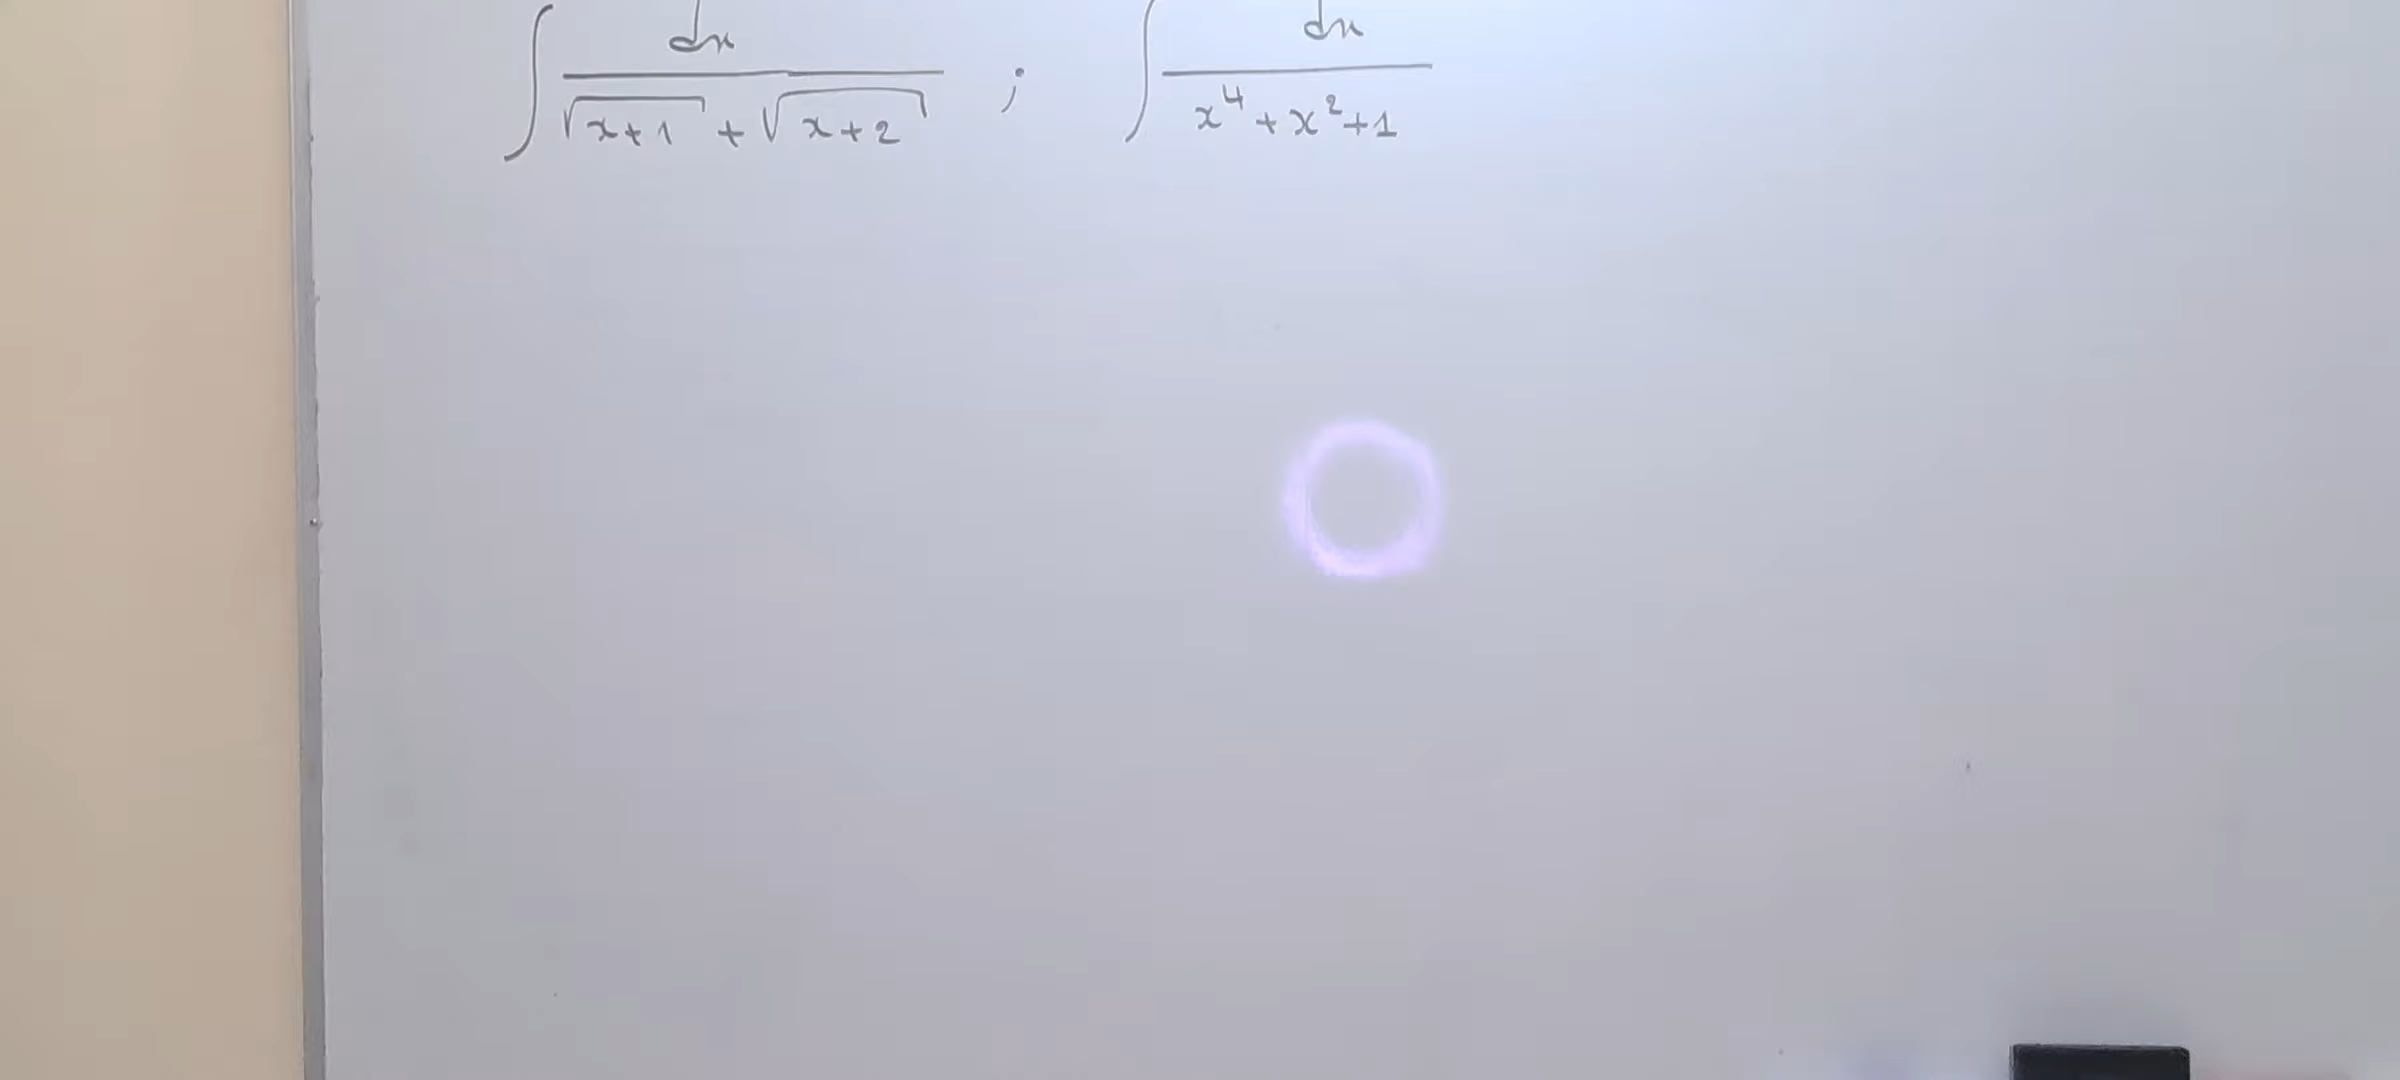 ∫ dx / (√(x+1) + √(x+2)) ; ∫ dx / (x⁴ + x² + 1)